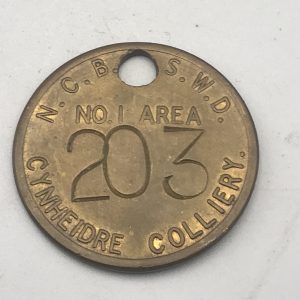 N.C.B. S.W.D.
NO.1 AREA
203
CYNHEIDRE COLLIERY.